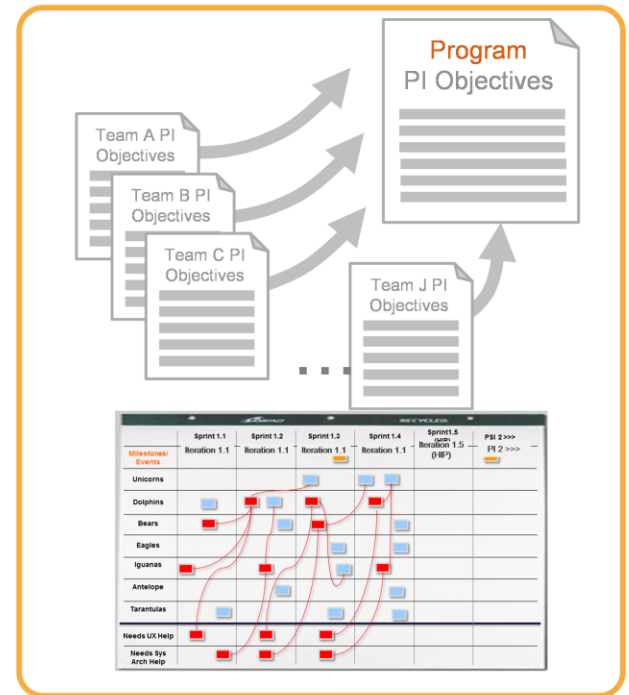 Program
PI Objectives
Team A PI
Objectives
Team B PI
Objectives
Team C PI
Objectives
Team J PI
Objectives
...
RECYCLED
Sprint 1.1
Sprint 1.2
Sprint 1.3
Sprint 1.4
Sprint1.5
(HIP)
PSI 2 >>>
Milestones/
Events
Iteration 1.1
Iteration 1.1
Iteration 1.1
Iteration 1.1
Iteration 1.5
(HIP)
PI 2 >>>
Unicorns
Dolphins
Bears
Eagles
Iguanas
Antelope
Tarantulas
Needs UX Help
Needs Sys
Arch Help